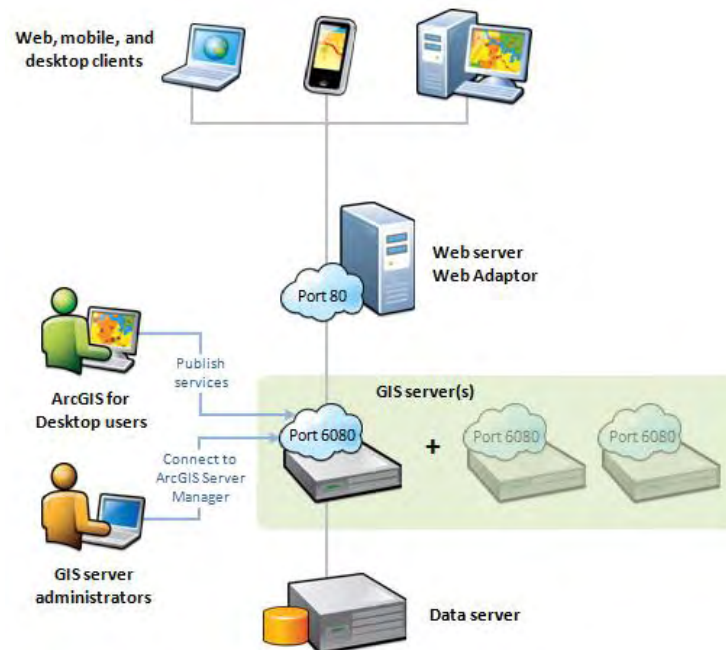 Web, mobile, and
desktop clients
Web server
Web Adaptor
Port 80
ArcGIS for
Desktop users
Publish
services
GIS server(s)
Port 6080
+
Port 6080
Port 6080
Connect to
ArcGIS Server
Manager
GIS server
administrators
Data server